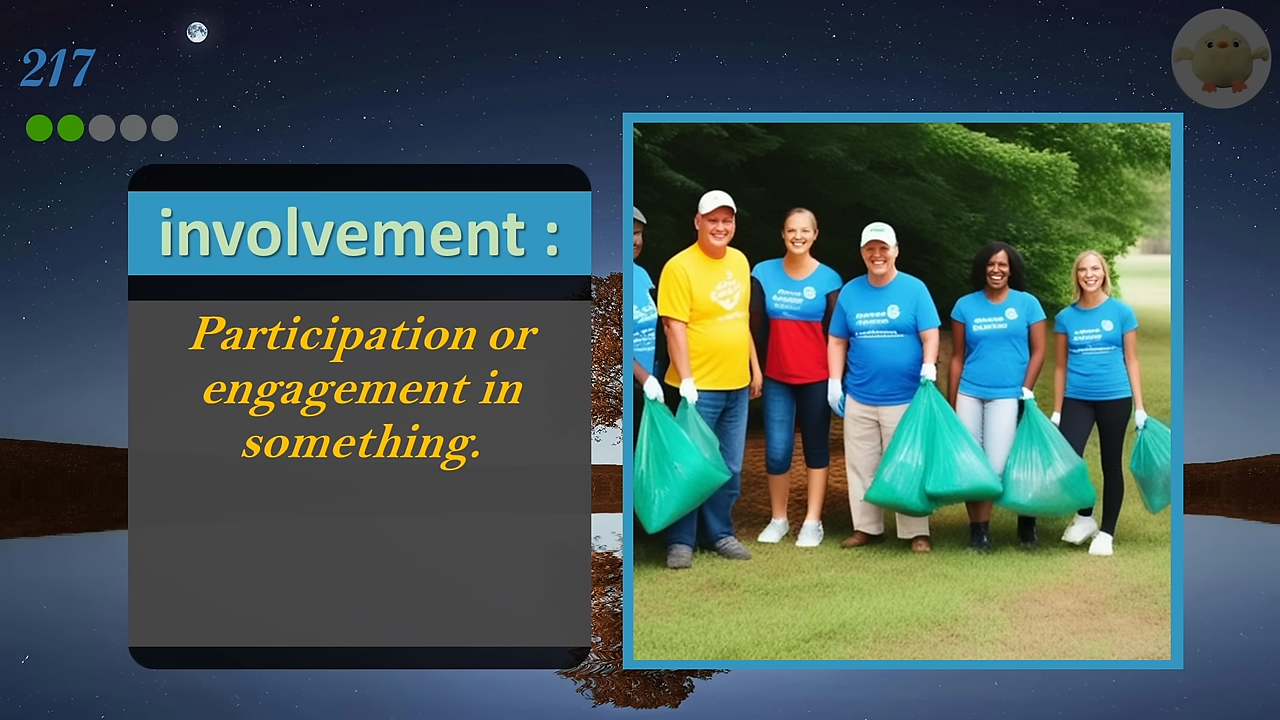 217
involvement :
Participation or
engagement in
something.